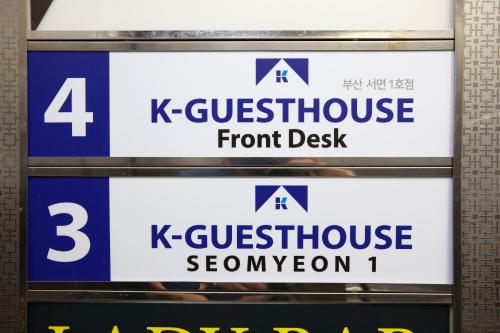 4
부산 서면 1호점
K-GUESTHOUSE
Front Desk
3
K-GUESTHOUSE
SEOMYEON 1